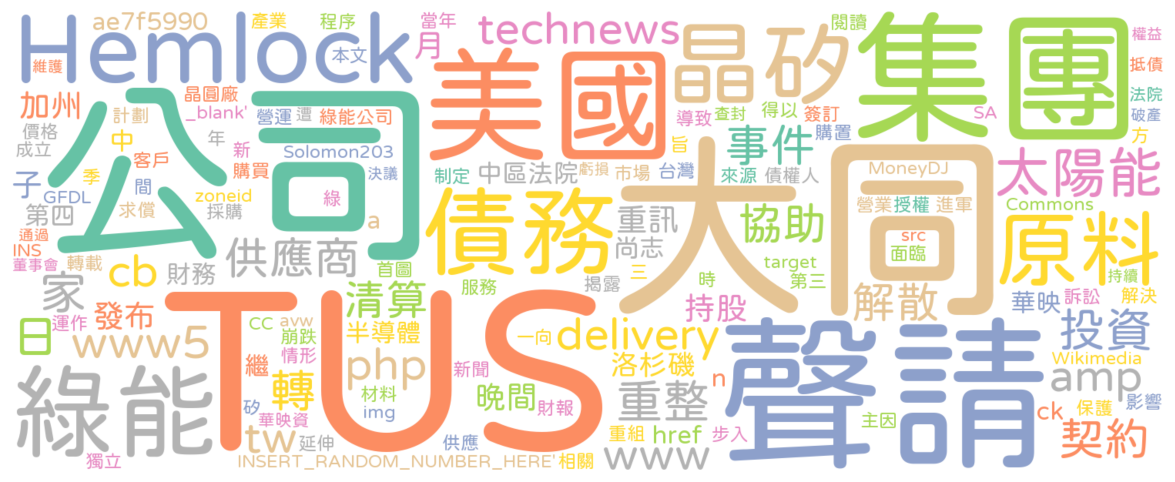 ae7f5990 產業 程序 當年 technews 閱讀 權益
Hemlock 月 美國 晶矽 集團 抵債
維護 本文
加州 晶圓廠 _blank' 導致 查封 得以 簽訂 SA 法院
計劃 營運 遭 綠能公司 旨 事件 購置 破產
價格 中 年 新 Solomon203 方
成立 客戶 公司 購買 決議 制定 中區法院 虧損 市場 台灣 來源 債權人 MoneyDJ 太陽能
子 季 間 zoneid 綠 債務 重訊 協助 大同 營業 授權 進軍 Commons
GFDL 求償 採購 a 尚志 src 原料
第四 供應商 首圖 三 target 面臨
通過 轉載 cb 財務 揭露 時 第三 持續
INS
董事會 家 清算 服務 持股 解散 華映 訴訟 解決
日 運作 發布 CC avw 半導體 一向 delivery 聲請 投資
www5 崩跌 洛杉磯 Wikimedia
繼 情形 php 新聞 n amp 影響
綠能 轉 材料 晚間 重整 ck 保護
矽 img 財報 主因
華映資 TUS 契約
tw 延伸 供應 重組 href 步入 www
獨立 INSERT_RANDOM_NUMBER_HERE' 相關